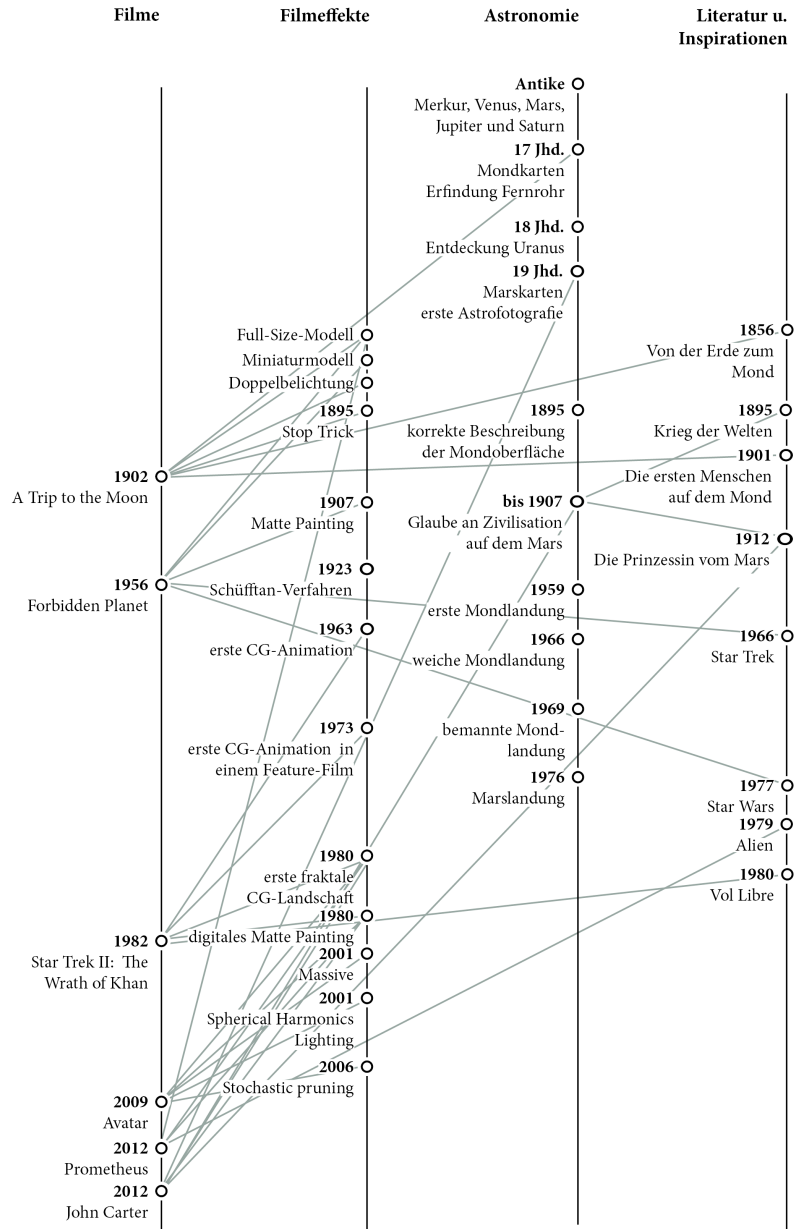 Filme
Filmeffekte
Astronomie
Literatur u.
Inspirationen
1902
A Trip to the Moon
1956
Forbidden Planet
1982
Star Trek II: The
Wrath of Khan
2009
Avatar
2012
Prometheus
2012
John Carter
Full-Size-Modell
Miniaturmodell
Doppelbelichtung
1895
Stop Trick
1907
Matte Painting
1923
Schüfftan-Verfahren
1963
erste CG-Animation
1973
erste CG-Animation in
einem Feature-Film
1980
erste fraktale
CG-Landschaft
1980
digitales Matte Painting
2001
Massive
2001
Spherical Harmonics
Lighting
2006
Stochastic pruning
Antike
Merkur, Venus, Mars,
Jupiter und Saturn
17 Jhd.
Mondkarten
Erfindung Fernrohr
18 Jhd.
Entdeckung Uranus
19 Jhd.
Marskarten
erste Astrofotografie
1895
korrekte Beschreibung
der Mondoberfläche
bis 1907
Glaube an Zivilisation
auf dem Mars
1959
erste Mondlandung
1966
weiche Mondlandung
1969
bemannte Mond-
landung
1976
Marslandung
1856
Von der Erde zum
Mond
1895
Krieg der Welten
1901
Die ersten Menschen
auf dem Mond
1912
Die Prinzessin vom Mars
1966
Star Trek
1977
Star Wars
1979
Alien
1980
Vol Libre